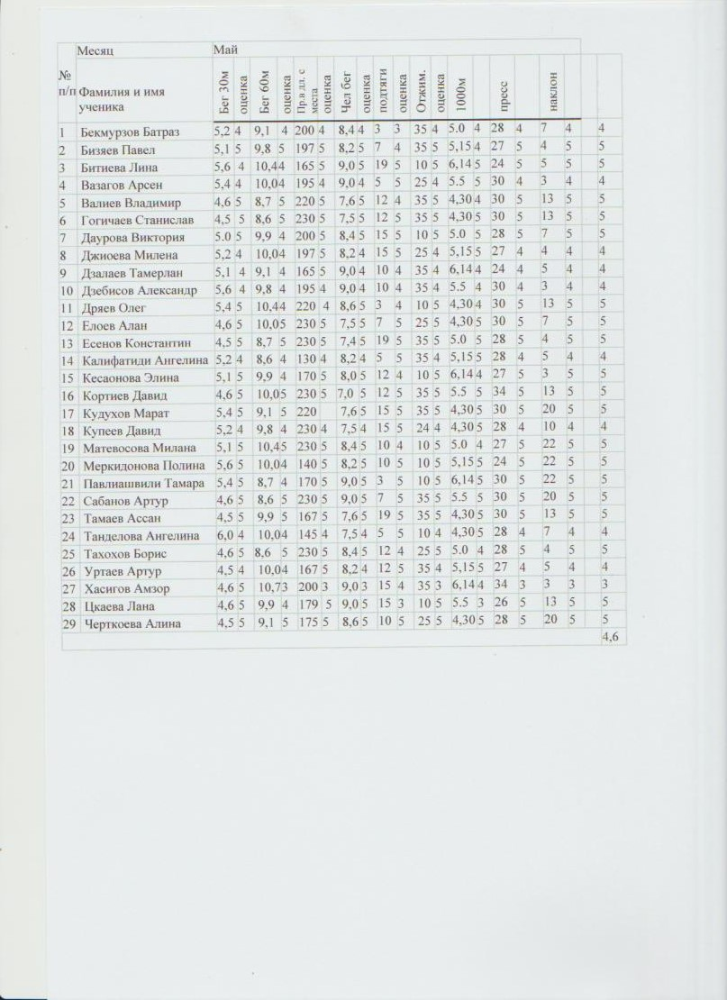 Месяц Май
№ п/п Фамилия и имя ученика Бег 30м оценка Бег 60м оценка Пр.в дл. с места оценка Чел бег оценка подтяги оценка Отжим. оценка 1000м пресс наклон
1 Бекмурзов Батраз 5,2 4 9,1 4 200 4 8,4 4 3 3 35 4 5.0 4 28 4 7 4 4
2 Бизяев Павел 5,1 5 9,8 5 197 5 8,2 5 7 4 35 5 5,15 4 27 5 4 5 5
3 Битиева Лина 5,6 4 10,4 4 165 5 9,0 5 19 5 10 5 6,14 5 24 5 5 5 5
4 Вазагов Арсен 5,4 4 10,0 4 195 4 9,0 4 5 5 25 4 5.5 5 30 4 3 4 4
5 Валиев Владимир 4,6 5 8,7 5 220 5 7,6 5 12 4 35 5 4,30 4 30 5 13 5 5
6 Гогичаев Станислав 4,5 5 8,6 5 230 5 7,5 5 12 5 35 5 4,30 5 30 5 13 5 5
7 Даурова Виктория 5.0 5 9,9 4 200 5 8,4 5 15 5 10 5 5.0 5 28 5 7 5 5
8 Джиоева Милена 5,2 4 10,0 4 197 5 8,2 4 15 5 25 4 5,15 5 27 4 4 4 4
9 Дзалаев Тамерлан 5,1 4 9,1 4 165 5 9,0 4 10 4 35 4 6,14 4 24 4 5 4 4
10 Дзебисов Александр 5,6 4 9,8 4 195 4 9,0 4 10 4 35 4 5.5 4 30 4 3 4 4
11 Дряев Олег 5,4 5 10,4 4 220 4 8,6 5 3 4 10 5 4,30 4 30 5 13 5 5
12 Елоев Алан 4,6 5 10,0 5 230 5 7,5 5 7 5 25 5 4,30 5 30 5 7 5 5
13 Есенов Константин 4,5 5 8,7 5 230 5 7,4 5 19 5 35 5 5.0 5 28 5 4 5 5
14 Калифатиди Ангелина 5,2 4 8,6 4 130 4 8,2 4 5 5 35 4 5,15 5 28 4 5 4 4
15 Кесаонова Элина 5,1 5 9,9 4 170 5 8,0 5 12 4 10 5 6,14 4 27 5 3 5 5
16 Кортиев Давид 4,6 5 10,0 5 230 5 7,0 5 12 5 35 5 5.5 5 34 5 13 5 5
17 Кудухов Марат 5,4 5 9,1 5 220 7,6 5 15 5 35 5 4,30 5 30 5 20 5 5
18 Купеев Давид 5,2 4 9,8 4 230 4 7,5 4 15 5 24 4 4,30 5 28 4 10 4 4
19 Матевосова Милана 5,1 5 10,4 5 230 5 8,4 5 10 4 10 5 5.0 4 27 5 22 5 5
20 Меркидонова Полина 5,6 5 10,0 4 140 5 8,2 5 10 5 10 5 5,15 5 24 5 22 5 5
21 Павлиашвили Тамара 5,4 5 8,7 4 170 5 9,0 5 3 5 10 5 6,14 5 30 5 22 5 5
22 Сабанов Артур 4,6 5 8,6 5 230 5 9,0 5 7 5 35 5 5.5 5 30 5 20 5 5
23 Тамаев Ассан 4,5 5 9,9 5 167 5 7,6 5 19 5 35 5 4,30 5 30 5 13 5 5
24 Танделова Ангелина 6,0 4 10,0 4 145 4 7,5 4 5 5 10 4 4,30 5 28 4 7 4 4
25 Тахохов Борис 4,6 5 8,6 5 230 5 8,4 5 12 4 25 5 5.0 4 28 5 4 5 5
26 Уртаев Артур 4,5 4 10,0 4 167 5 8,2 4 12 5 35 4 5,15 5 27 4 5 4 4
27 Хасигов Амзор 4,6 5 10,7 3 200 3 9,0 3 15 4 35 3 6,14 4 34 3 3 3 3
28 Цкаева Лана 4,6 5 9,9 4 179 5 9,0 5 15 3 10 5 5.5 3 26 5 13 5 5
29 Черткоева Алина 4,5 5 9,1 5 175 5 8,6 5 10 5 25 5 4,30 5 28 5 20 5 5
4,6